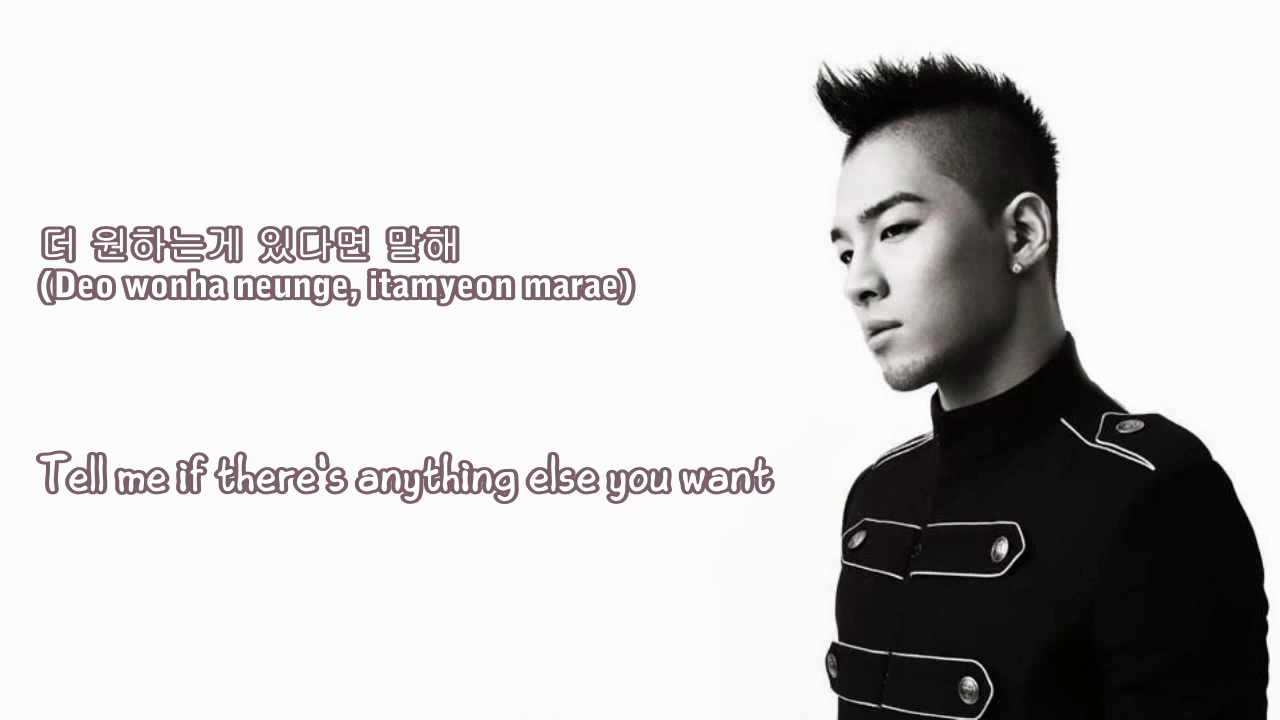 더 원하는게 있다면 말해
(Deo wonha neunge, itamyeon marae)
Tell me if there's anything else you want